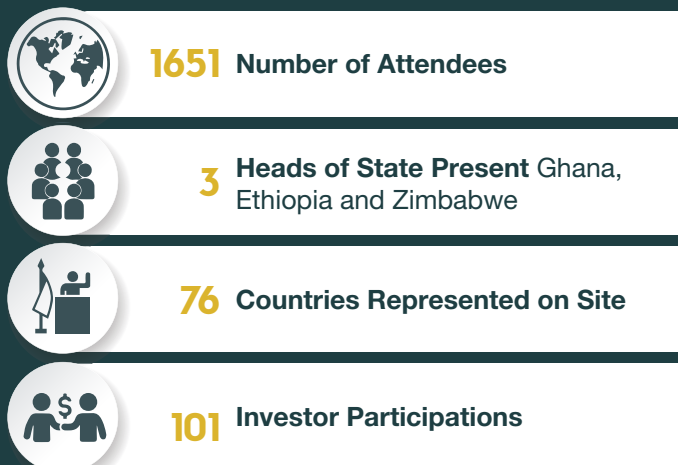 1651 Number of Attendees
3 Heads of State Present Ghana,
Ethiopia and Zimbabwe
76 Countries Represented on Site
$
101 Investor Participations